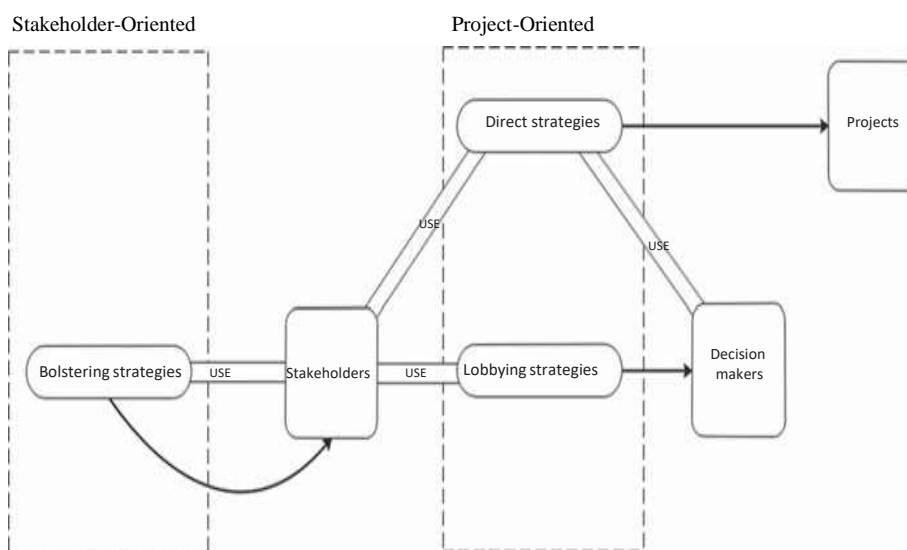 Stakeholder-Oriented
Project-Oriented
Direct strategies
Projects
USE
USE
Bolstering strategies
USE
Stakeholders
USE
Lobbying strategies
Decision
makers